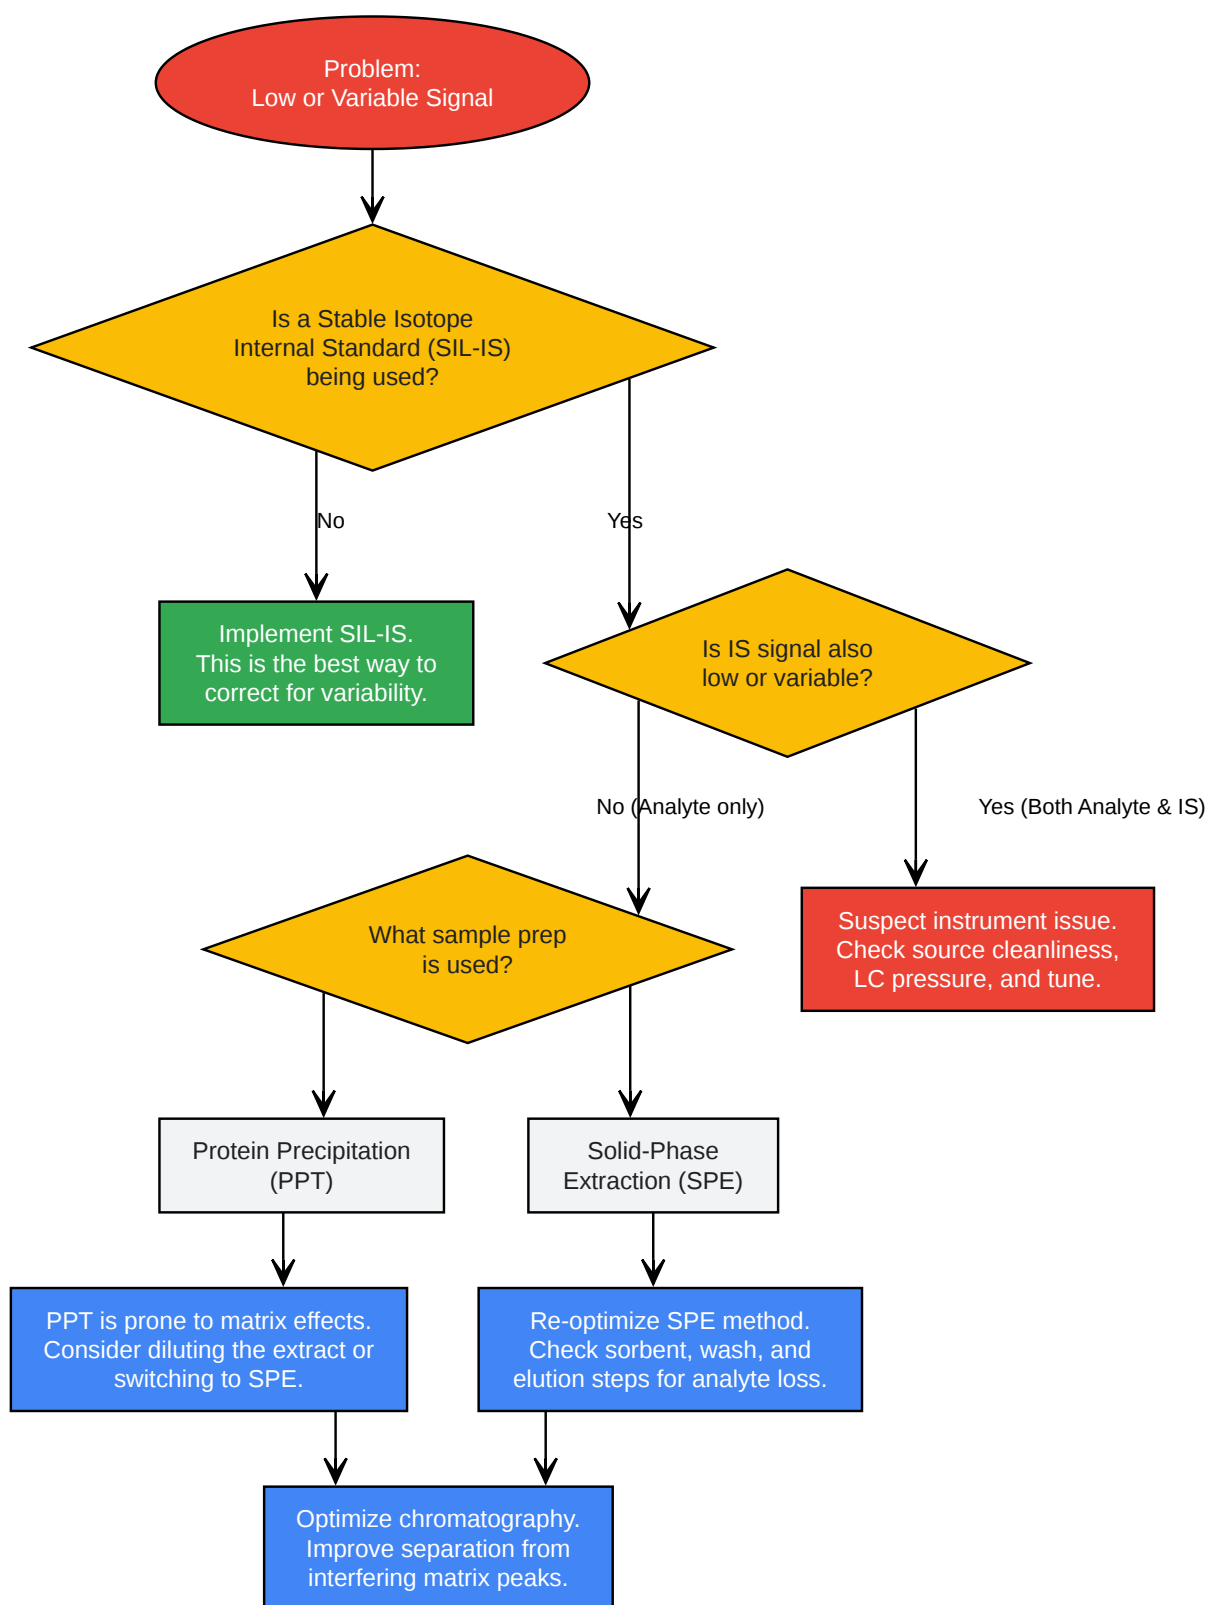 Problem:
Low or Variable Signal
Is a Stable Isotope
Internal Standard (SIL-IS)
being used?
No
Yes
Implement SIL-IS.
This is the best way to
correct for variability.
Is IS signal also
low or variable?
No (Analyte only)
Yes (Both Analyte & IS)
What sample prep
is used?
Suspect instrument issue.
Check source cleanliness,
LC pressure, and tune.
Protein Precipitation
(PPT)
Solid-Phase
Extraction (SPE)
PPT is prone to matrix effects.
Consider diluting the extract or
switching to SPE.
Re-optimize SPE method.
Check sorbent, wash, and
elution steps for analyte loss.
Optimize chromatography.
Improve separation from
interfering matrix peaks.